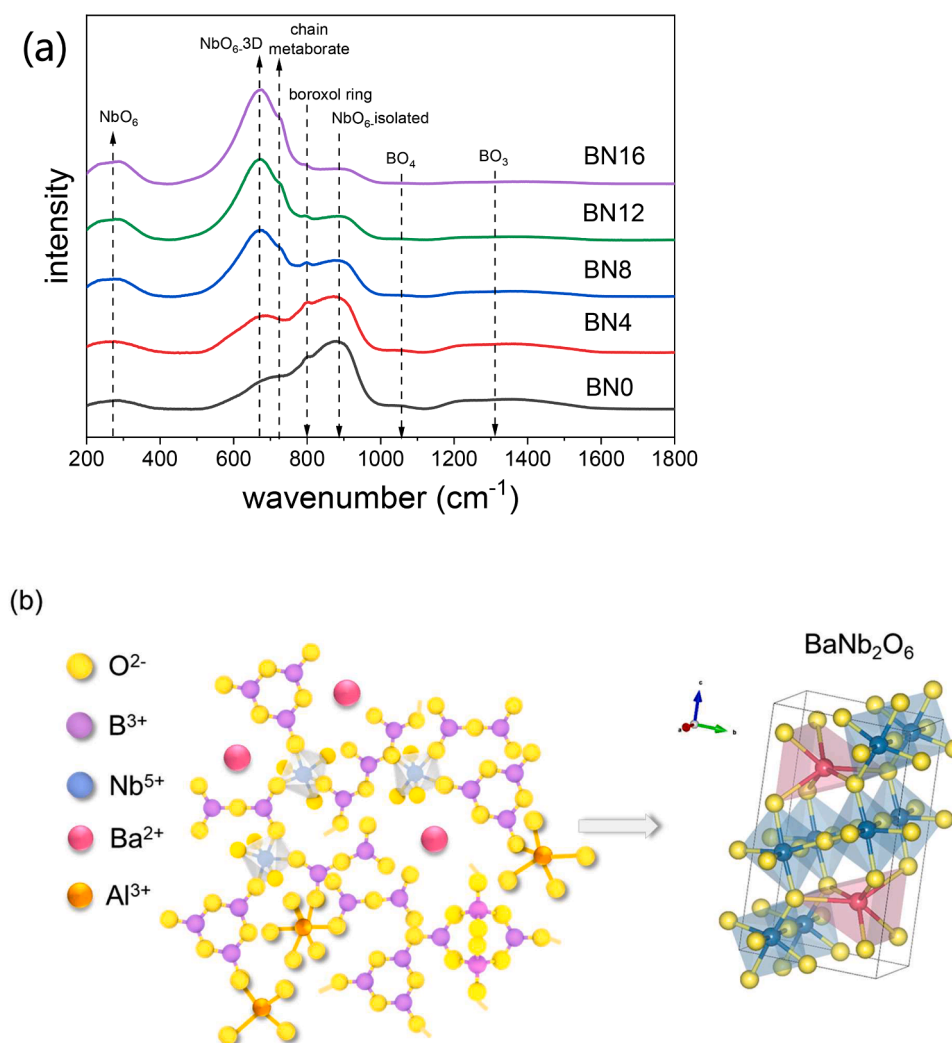 (a)
chain
NbO₆-3D
metaborate
boroxol ring
NbO₆
NbO₆-isolated
BO₄
BO₃
BN16
BN12
BN8
BN4
BN0
intensity
200 400 600 800 1000 1200 1400 1600 1800
wavenumber (cm⁻¹)
(b)
BaNb₂O₆
O²⁻
B³⁺
Nb⁵⁺
Ba²⁺
Al³⁺
c
a
b